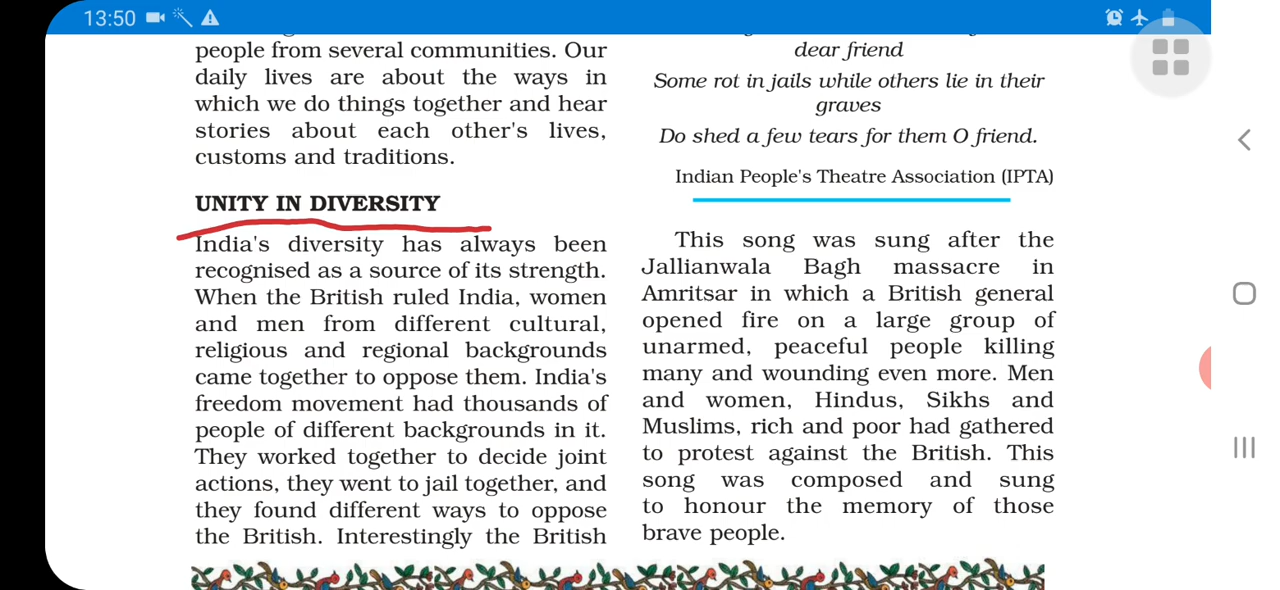 13:50
people from several communities. Our
daily lives are about the ways in
which we do things together and hear
stories about each other's lives,
customs and traditions.
UNITY IN DIVERSITY
India's diversity has always been
recognised as a source of its strength.
When the British ruled India, women
and men from different cultural,
religious and regional backgrounds
came together to oppose them. India's
freedom movement had thousands of
people of different backgrounds in it.
They worked together to decide joint
actions, they went to jail together, and
they found different ways to oppose
the British. Interestingly the British
dear friend
Some rot in jails while others lie in their
graves
Do shed a few tears for them O friend.
Indian People's Theatre Association (IPTA)
This song was sung after the
Jallianwala Bagh massacre in
Amritsar in which a British general
opened fire on a large group of
unarmed, peaceful people killing
many and wounding even more. Men
and women, Hindus, Sikhs and
Muslims, rich and poor had gathered
to protest against the British. This
song was composed and sung
to honour the memory of those
brave people.